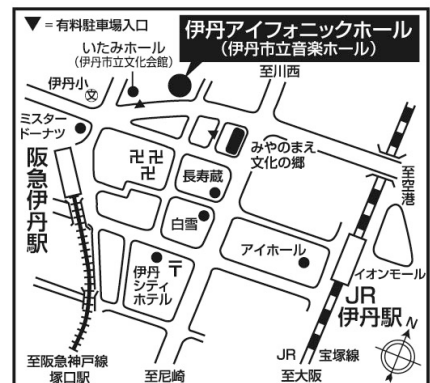 ▼=有料駐車場入口
伊丹アイフォニックホール
(伊丹市立音楽ホール)
いたみホール
(伊丹市立文化会館)
伊丹小
文
至川西
ミスター
ドーナツ
みやのまえ
文化の郷
阪急伊丹駅
卍卍
卍
長寿蔵
至空港
白雪
アイホール
伊丹
シティ
ホテル
〒
イオンモール
JR
伊丹駅
N
至阪急神戸線
塚口駅
至尼崎
JR 宝塚線
至大阪